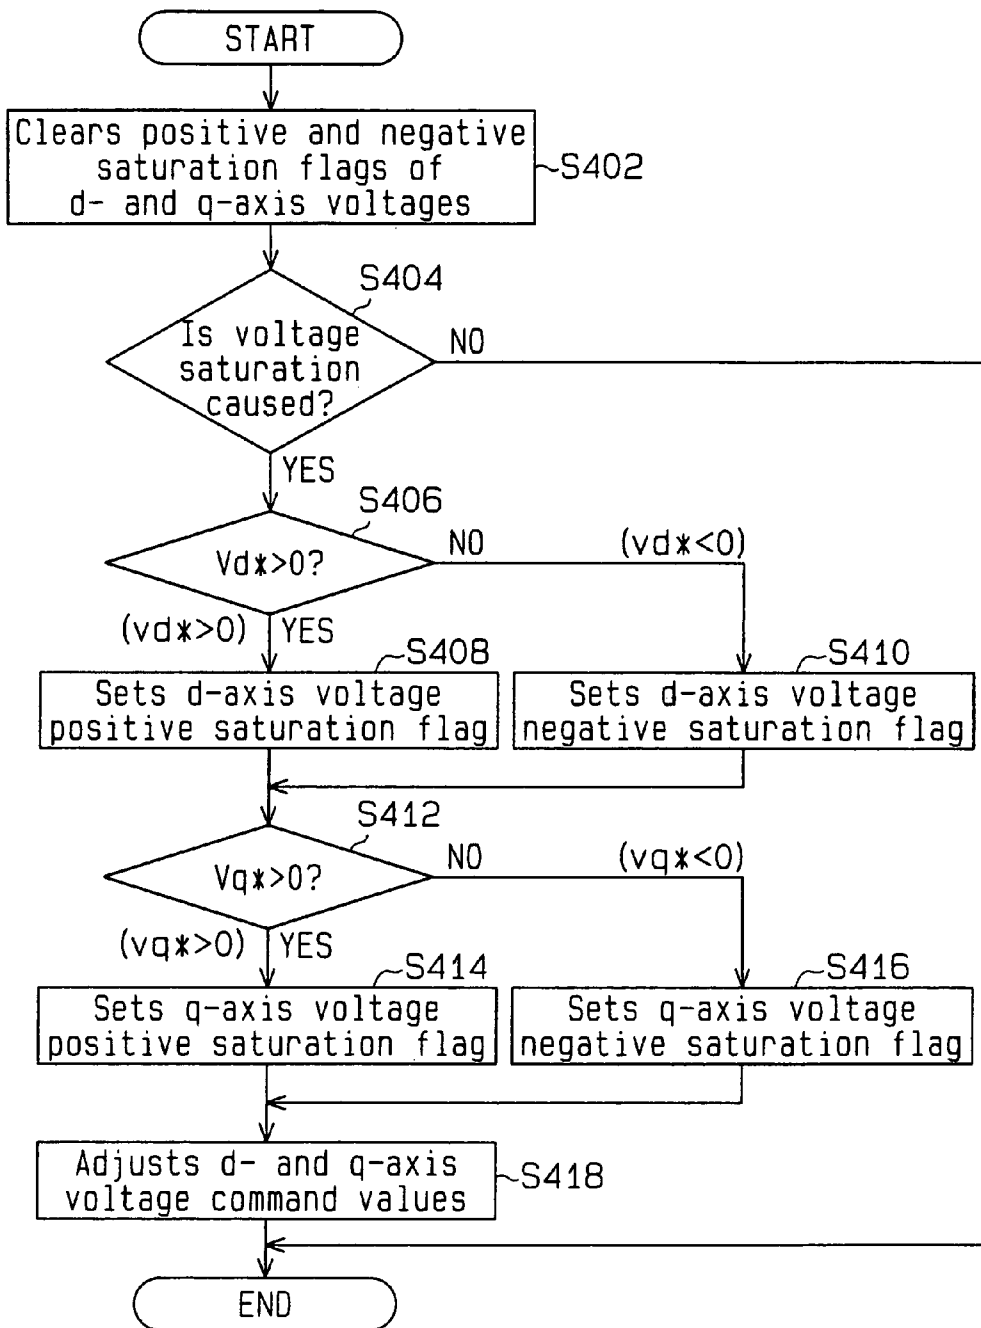 START
Clears positive and negative
saturation flags of
d- and q-axis voltages
S402
S404
Is voltage
saturation
caused?
NO
YES
S406
Vd*>0?
NO
(vd*<0)
(vd*>0)
YES
S408
Sets d-axis voltage
positive saturation flag
S410
Sets d-axis voltage
negative saturation flag
S412
Vq*>0?
NO
(vq*<0)
(vq*>0)
YES
S414
Sets q-axis voltage
positive saturation flag
S416
Sets q-axis voltage
negative saturation flag
Adjusts d- and q-axis
voltage command values
S418
END